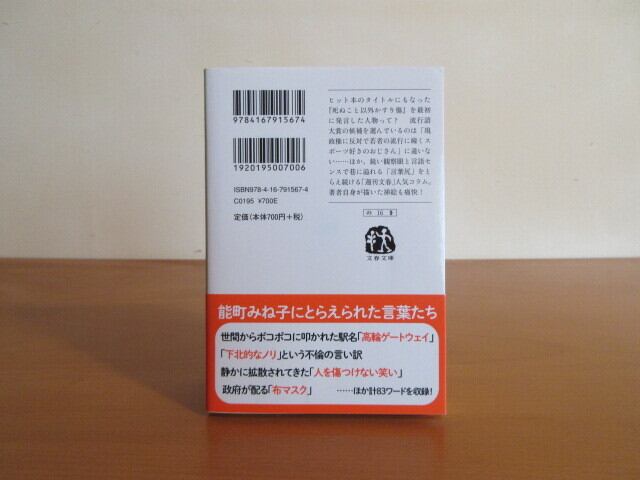 9784167915674
1920195007006
ISBN978-4-16-791567-4
C0195 ¥700E
定価(本体700円+税)
ヒット本のタイトルにもなった
『死ぬこと以外かすり傷』を最初
に発言した人物って? 流行語
大賞の候補を選んでいるのは「現
政権に反対で若者の流行に疎くス
ポーツ好きのおじさん」に違いな
い……ほか、鋭い観察眼と言語セ
ンスで巷に溢れる「言葉尻」をと
らえ続ける「週刊文春」人気コラム。
著者自身が描いた挿絵も痛快!
の 16 3
文春文庫
能町みね子にとらえられた言葉たち
世間からボコボコに叩かれた駅名「高輪ゲートウェイ」
「下北的なノリ」という不倫の言い訳
静かに拡散されてきた「人を傷つけない笑い」
政府が配る「布マスク」 ……ほか計83ワードを収録!